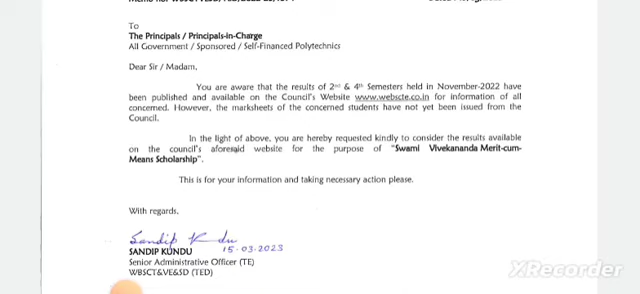 To
The Principals / Principals-in-Charge
All Government / Sponsored / Self-Financed Polytechnics
Dear Sir / Madam,
You are aware that the results of 2nd & 4th Semesters held in November-2022 have
been published and available on the Council's Website www.webscte.co.in for information of all
concerned. However, the marksheets of the concerned students have not yet been issued from the
Council.
In the light of above, you are hereby requested kindly to consider the results available
on the council's aforesaid website for the purpose of "Swami Vivekananda Merit-cum-
Means Scholarship".
This is for your information and taking necessary action please.
With regards,
Sandip Kundu
15.03.2023
SANDIP KUNDU
Senior Administrative Officer (TE)
WBSCT&VE&SD (TED)
XRecorder